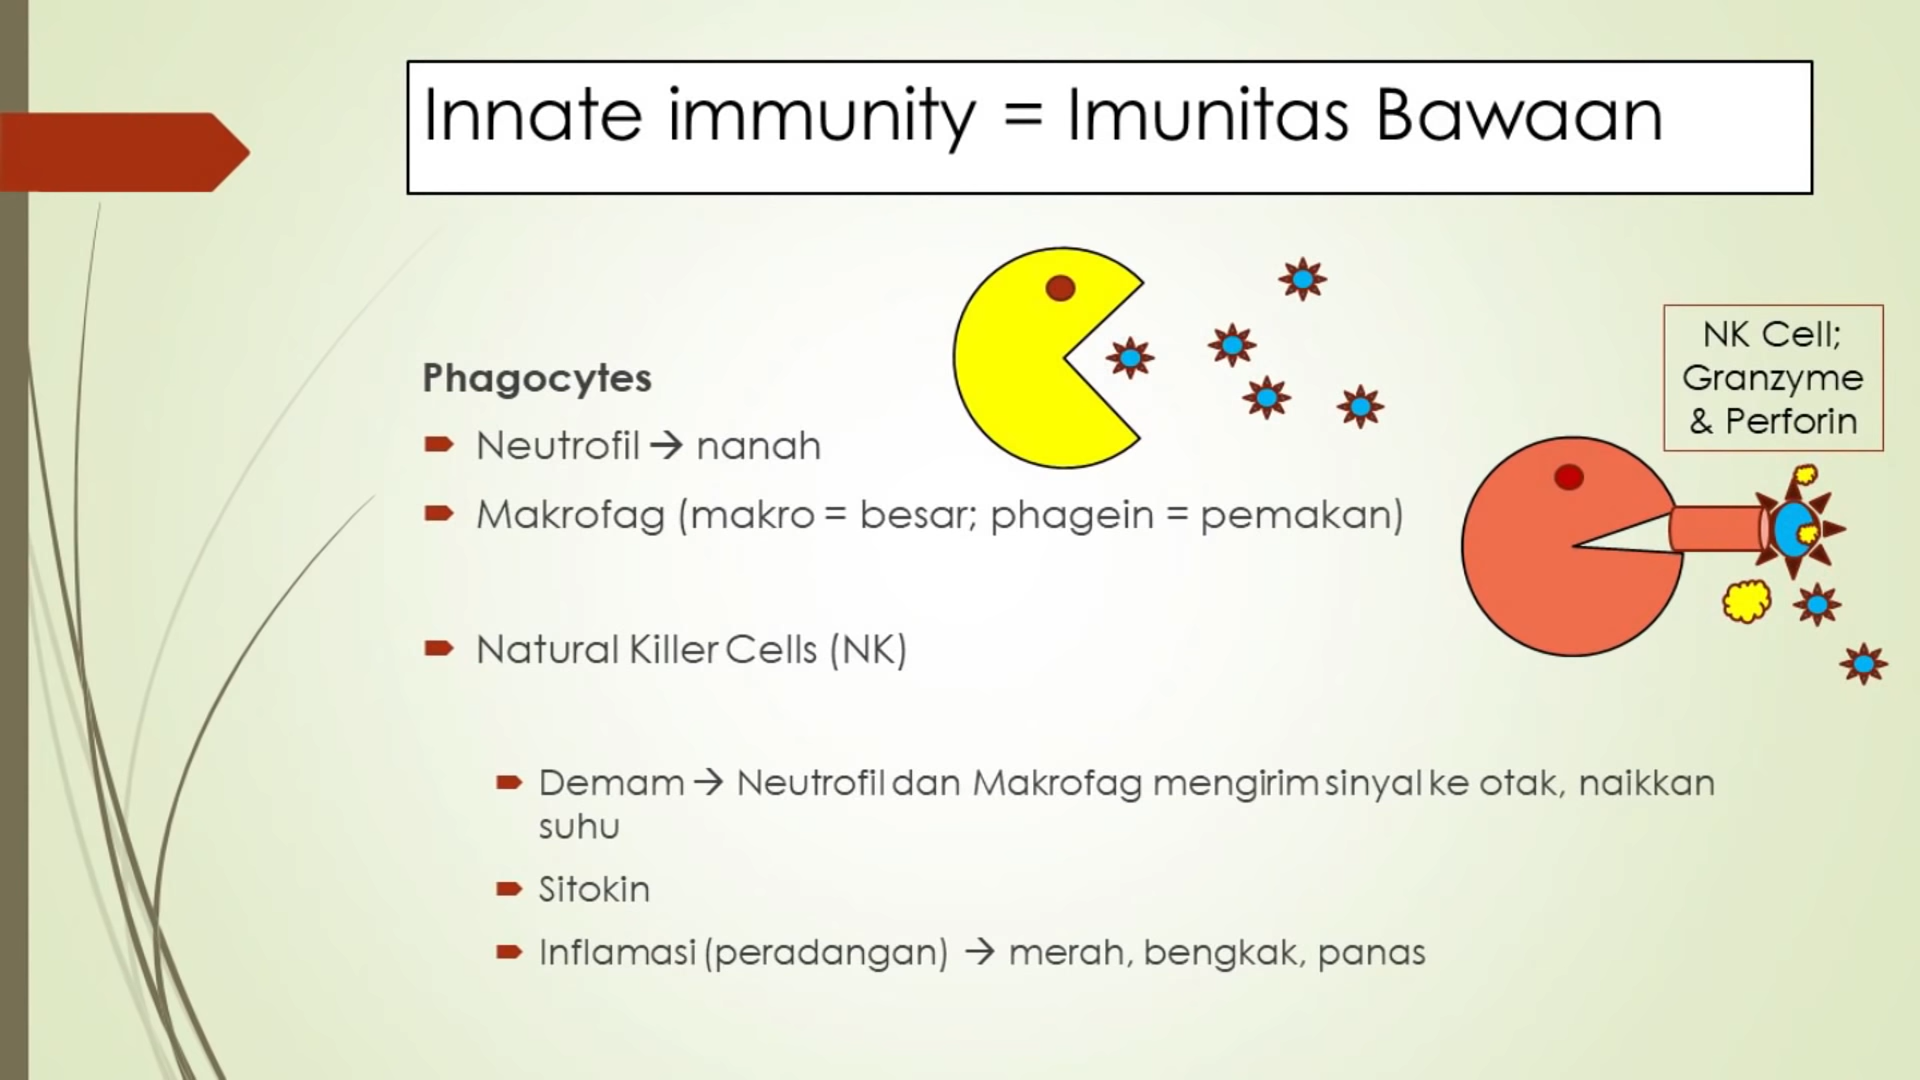 Innate immunity = Imunitas Bawaan
Phagocytes
Neutrofil → nanah
Makrofag (makro = besar; phagein = pemakan)
Natural Killer Cells (NK)
Demam → Neutrofil dan Makrofag mengirim sinyal ke otak, naikkan
suhu
Sitokin
Inflamasi (peradangan) → merah, bengkak, panas
NK Cell;
Granzyme
& Perforin